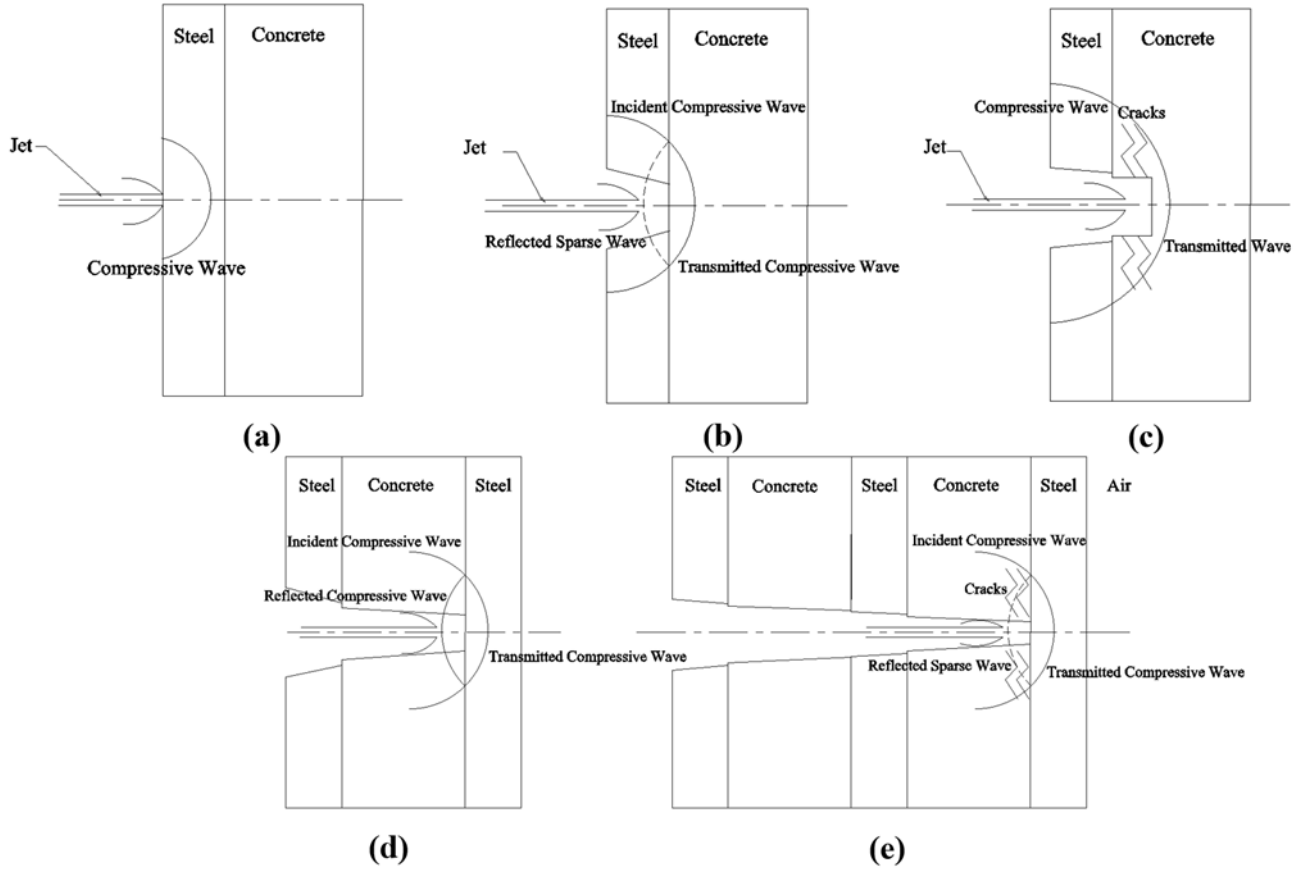 Steel
Concrete
Jet
Compressive Wave
(a)
Steel
Concrete
Incident Compressive Wave
Jet
Reflected Sparse Wave
Transmitted Compressive Wave
(b)
Steel
Concrete
Compressive Wave
Cracks
Jet
Transmitted Wave
(c)
Steel
Concrete
Steel
Incident Compressive Wave
Reflected Compressive Wave
Transmitted Compressive Wave
(d)
Steel
Concrete
Steel
Concrete
Steel
Air
Incident Compressive Wave
Cracks
Reflected Sparse Wave
Transmitted Compressive Wave
(e)